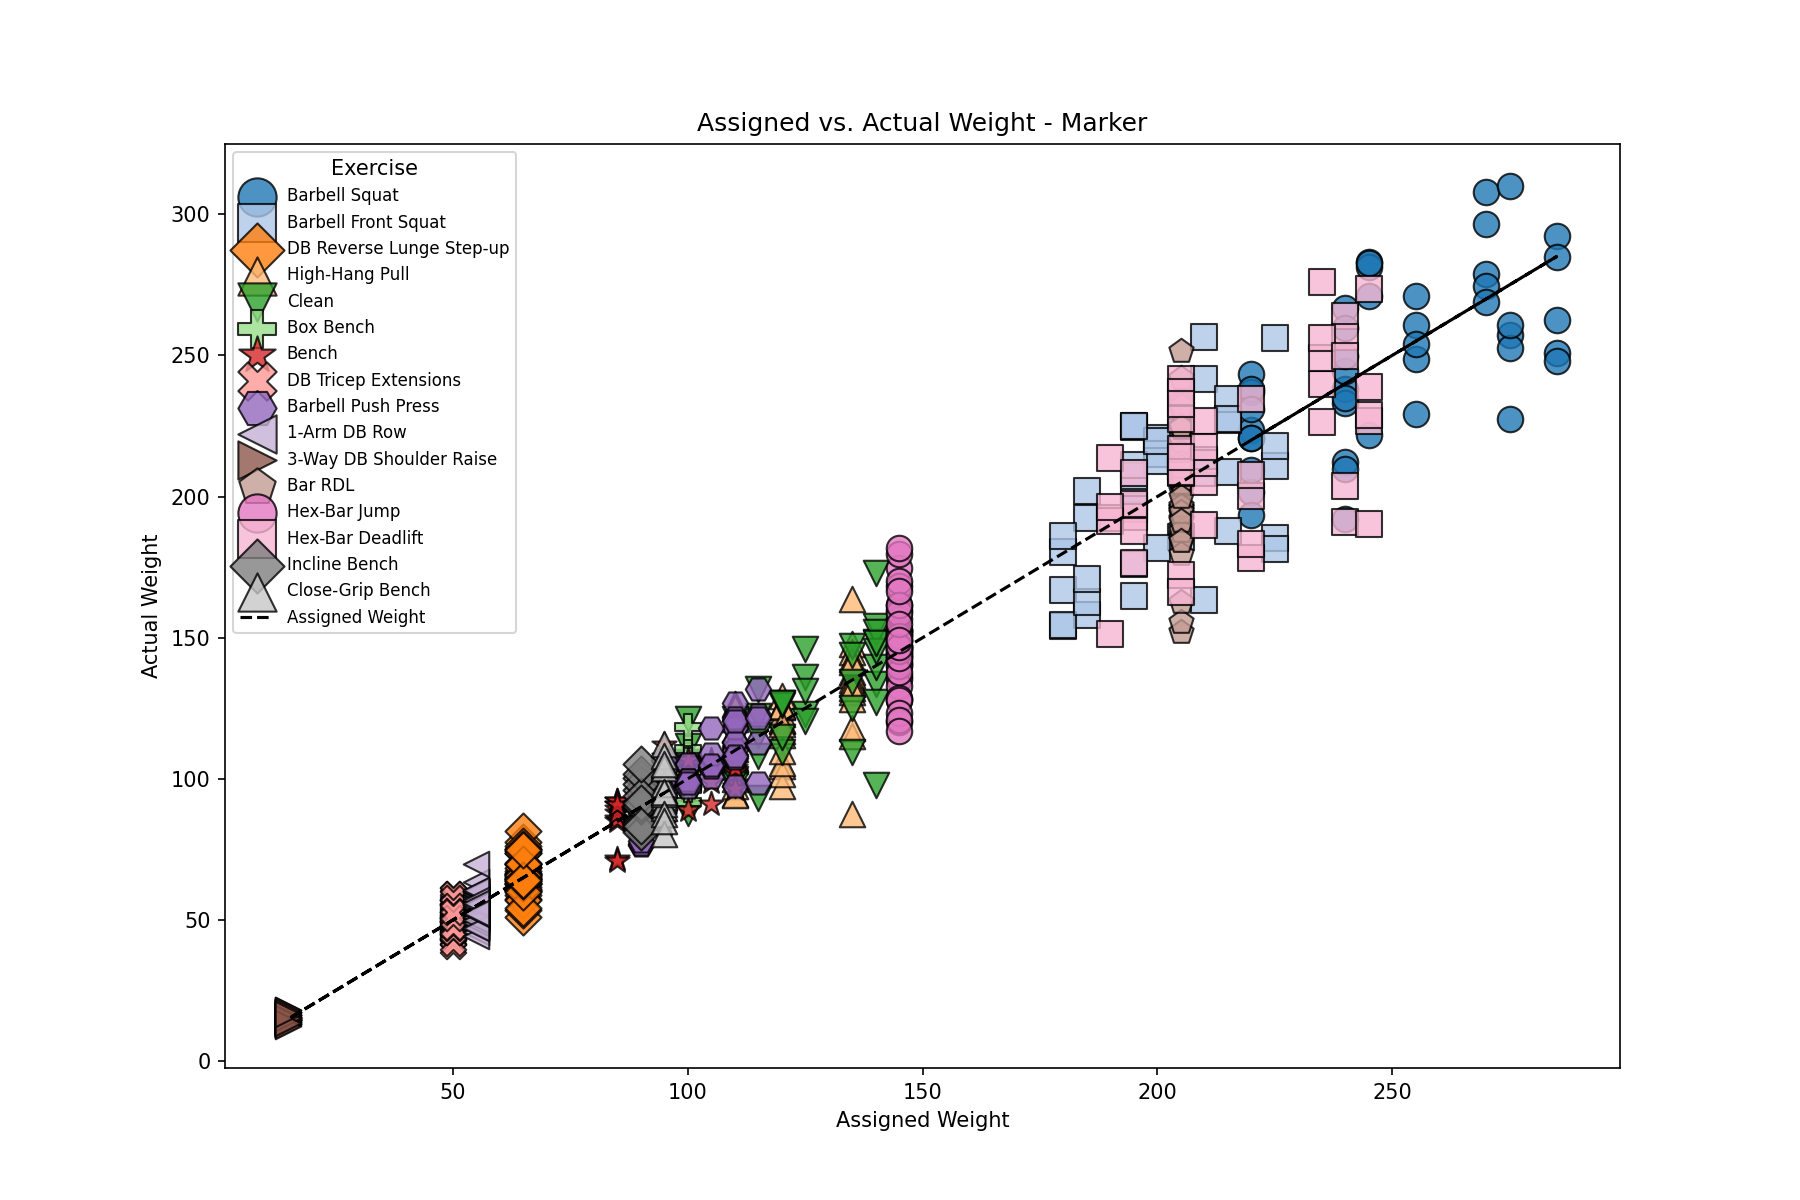 Assigned vs. Actual Weight - Marker
Exercise
Barbell Squat
Barbell Front Squat
DB Reverse Lunge Step-up
High-Hang Pull
Clean
Box Bench
Bench
DB Tricep Extensions
Barbell Push Press
1-Arm DB Row
3-Way DB Shoulder Raise
Bar RDL
Hex-Bar Jump
Hex-Bar Deadlift
Incline Bench
Close-Grip Bench
Assigned Weight
Actual Weight
300
250
200
150
100
50
0
50
100
150
200
250
Assigned Weight